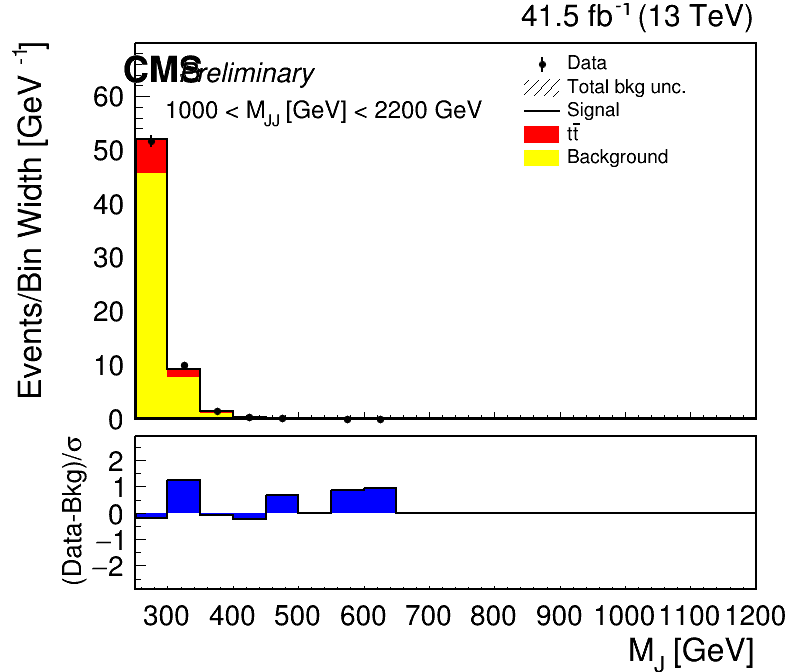 41.5 fb⁻¹ (13 TeV)
CMS Preliminary
1000 < M_JJ [GeV] < 2200 GeV
Data
Total bkg unc.
Signal
tt̄
Background
Events/Bin Width [GeV⁻¹]
60
50
40
30
20
10
0
(Data-Bkg)/σ
2
1
0
−1
−2
300 400 500 600 700 800 900 1000 1100 1200
M_J [GeV]